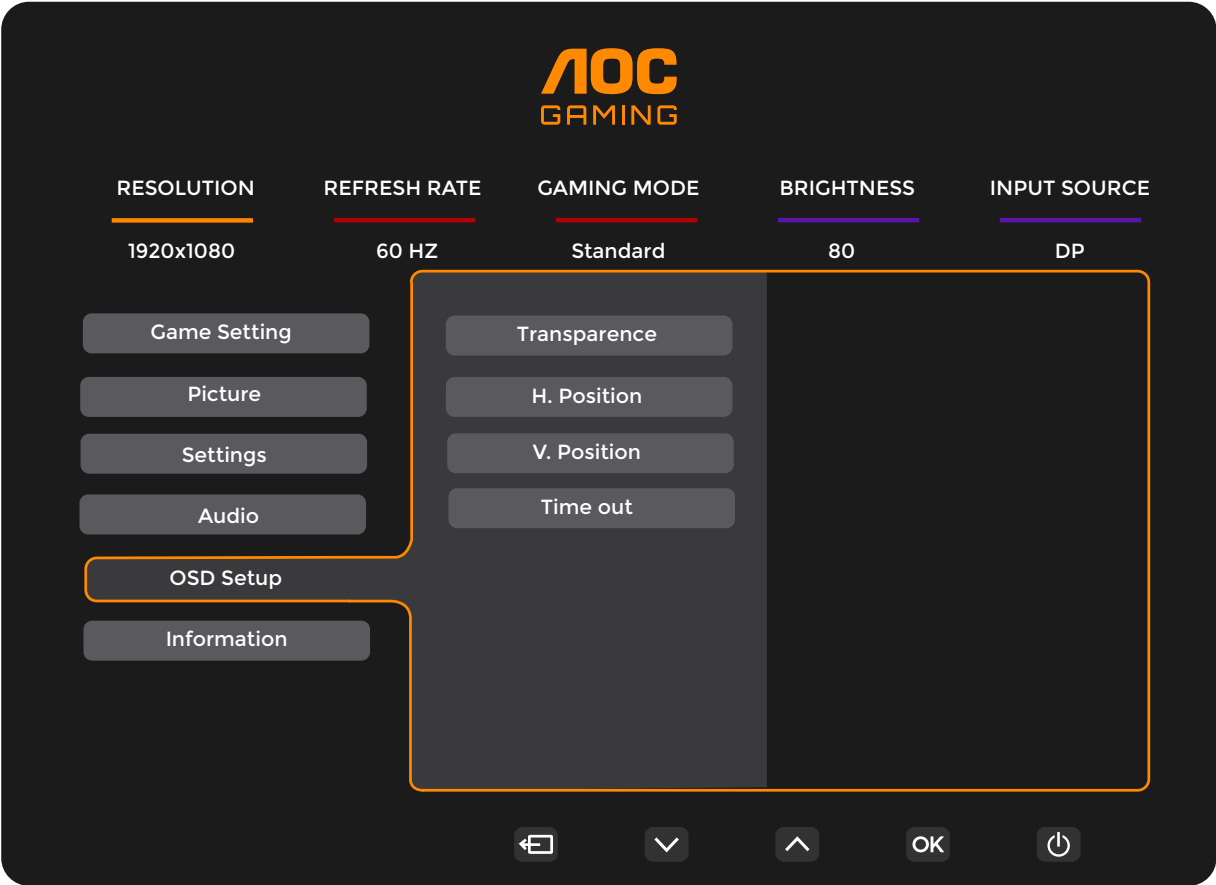 AOC
GAMING
RESOLUTION REFRESH RATE GAMING MODE BRIGHTNESS INPUT SOURCE
1920x1080 60 HZ Standard 80 DP
Game Setting
Picture
Settings
Audio
OSD Setup
Information
Transparence
H. Position
V. Position
Time out
OK